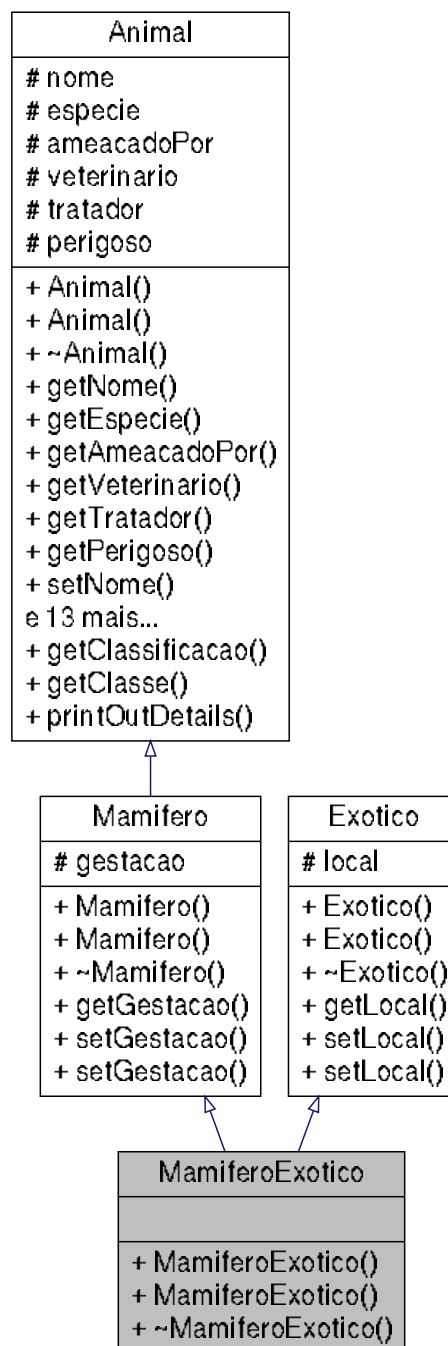 Animal
# nome
# especie
# ameacadoPor
# veterinario
# tratador
# perigoso
+ Animal()
+ Animal()
+ ~Animal()
+ getNome()
+ getEspecie()
+ getAmeacadoPor()
+ getVeterinario()
+ getTratador()
+ getPerigoso()
+ setNome()
e 13 mais...
+ getClassificacao()
+ getClasse()
+ printOutDetails()
Mamifero
# gestacao
+ Mamifero()
+ Mamifero()
+ ~Mamifero()
+ getGestacao()
+ setGestacao()
+ setGestacao()
Exotico
# local
+ Exotico()
+ Exotico()
+ ~Exotico()
+ getLocal()
+ setLocal()
+ setLocal()
MamiferoExotico
+ MamiferoExotico()
+ MamiferoExotico()
+ ~MamiferoExotico()